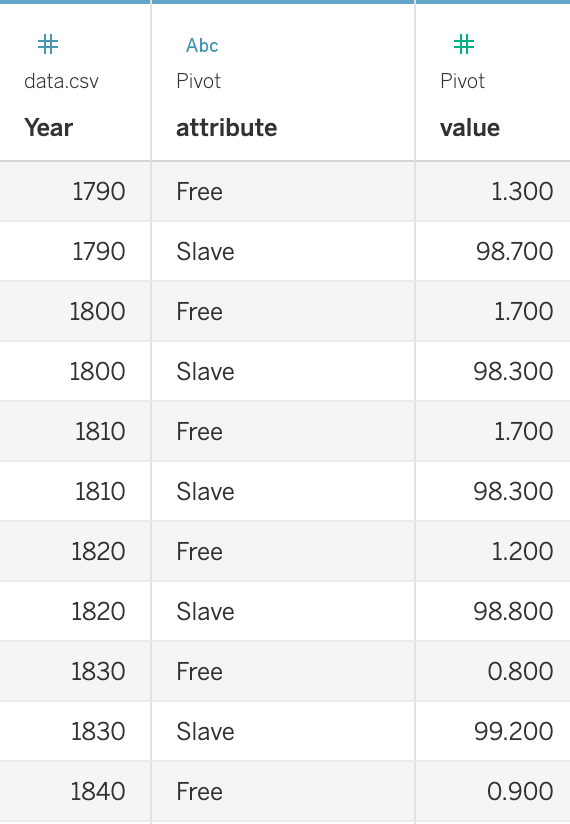 # Abc #
data.csv Pivot Pivot
Year attribute value
1790 Free 1.300
1790 Slave 98.700
1800 Free 1.700
1800 Slave 98.300
1810 Free 1.700
1810 Slave 98.300
1820 Free 1.200
1820 Slave 98.800
1830 Free 0.800
1830 Slave 99.200
1840 Free 0.900